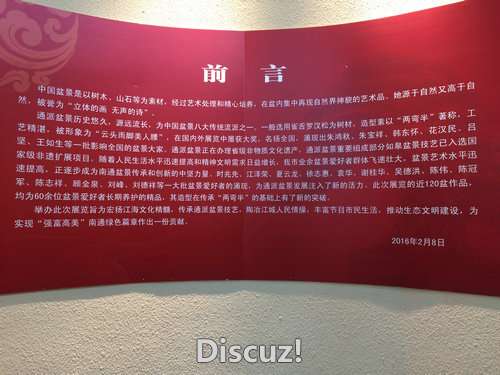 前 言
中国盆景是以树木、山石等为素材，经过艺术处理和精心培养，在盆内集中再现自然界神貌的艺术品。她源于自然又高于自
然，被誉为“立体的画 无声的诗”。
通派盆景历史悠久，源远流长，为中国盆景八大传统流派之一，一般选用雀舌罗汉松为树材，造型素以“两弯半”著称，工
艺精湛，被形象为“云头雨脚美人腰”，在国内外展览中屡获大奖，名扬全国，涌现出朱鸿秋、朱宝祥、韩东怀、花汉民、吕
坚、王如生等一批影响全国的盆景大家，通派盆景正在办理省级非物质文化遗产，通派盆景重要组成部分如皋盆景技艺已入选国
家级非遗扩展项目，随着人民生活水平迅速提高和精神文明需求日益增长，我市业余盆景爱好者群体飞速壮大，盆景艺术水平迅
速提高，正逐步成为南通盆景传承和创新的中坚力量，时光先、江泽荣、夏云龙、徐志惠、袁华、谢桂华、吴德洪、陈伟、陈冠
军、陈志祥、顾金泉、刘峰、刘德祥等一大批盆景爱好者的涌现，为通派盆景发展注入了新的活力。此次展览的近120盆作品，
均为60余位盆景爱好者长期养护的精品，其造型在传承“两弯半”的基础上有了新的突破。
举办此次展览旨为宏扬江海文化精髓，传承通派盆景技艺，陶冶江城人民情操，丰富节日市民生活，推动生态文明建设，为
实现“强富高美”南通绿色篇章作出一份贡献。
2016年2月8日
Discuz!